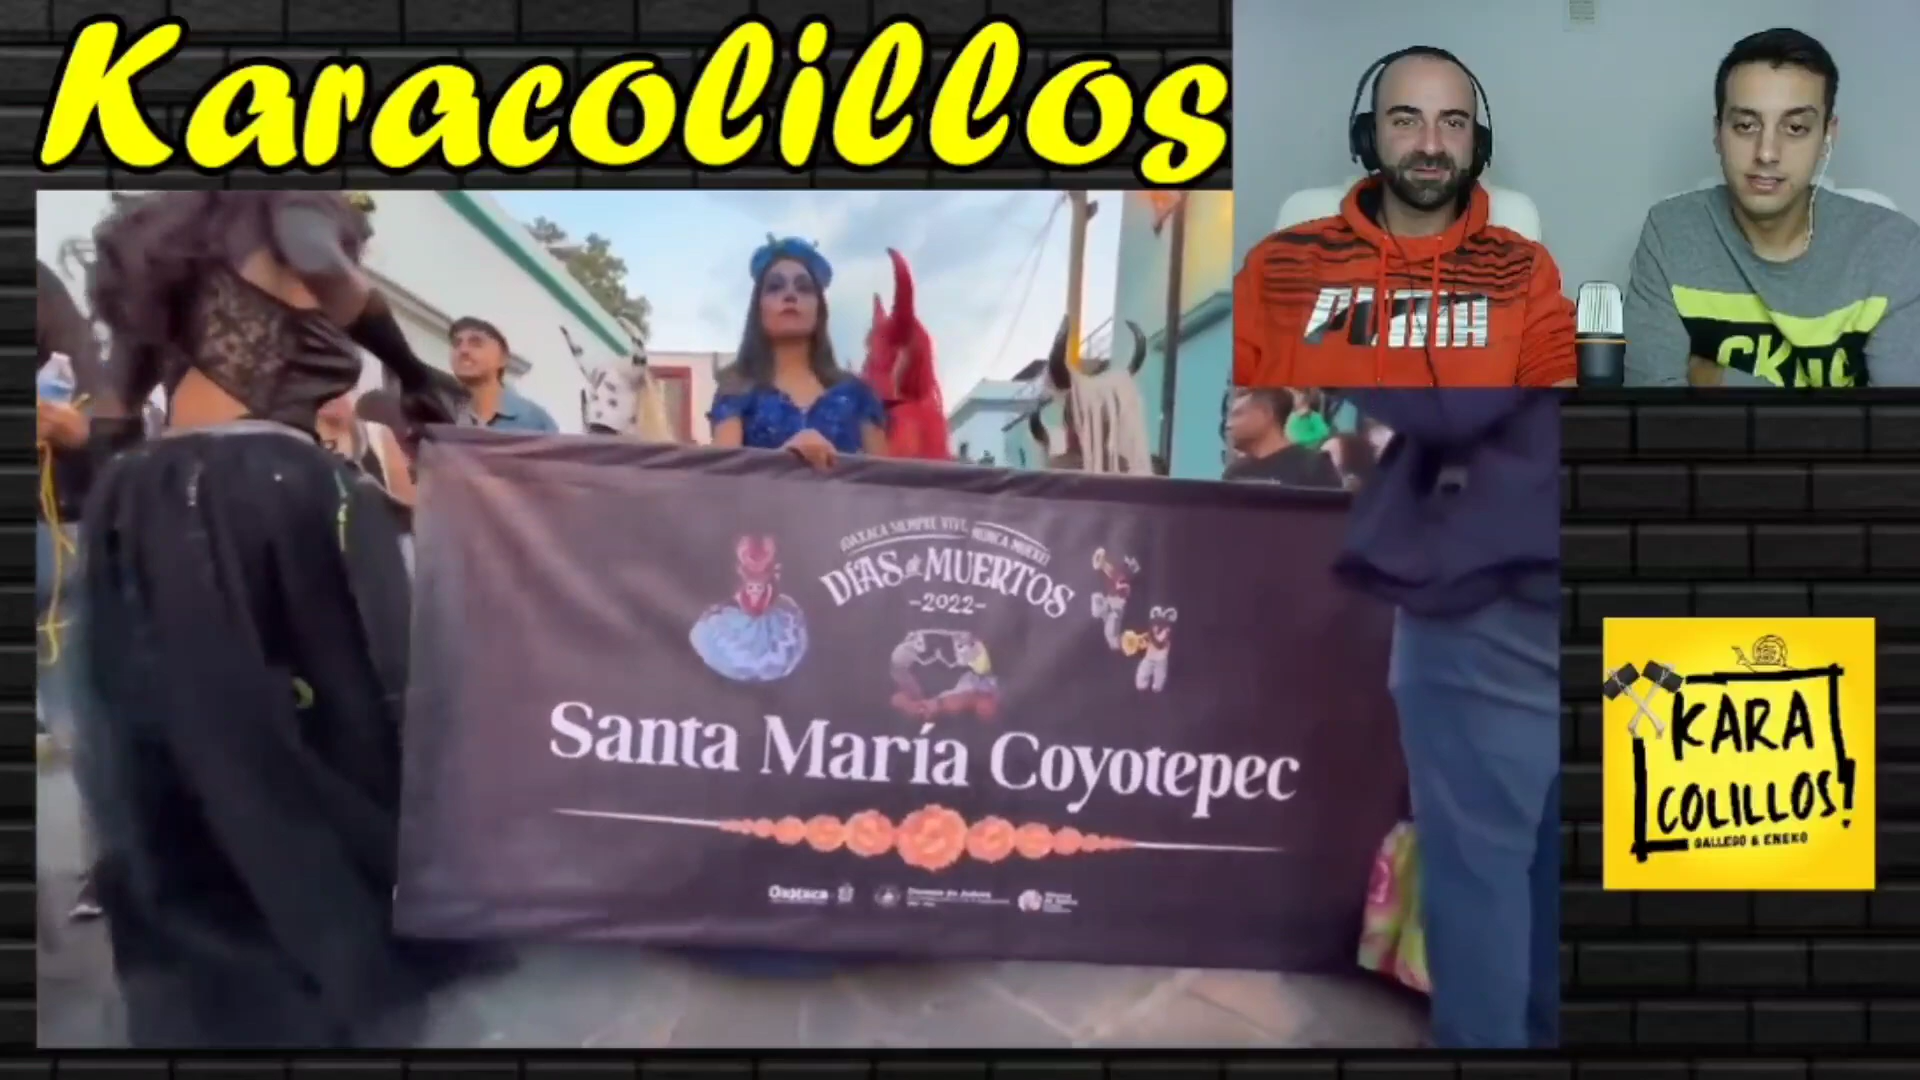 Karacolillos
PUMA
¡OAXACA SIEMPRE VIVE, NUNCA MUERE!
DÍAS de MUERTOS
-2022-
Santa María Coyotepec
Oaxaca
KARA
COLILLOS!
GALLEGO & ENEKO